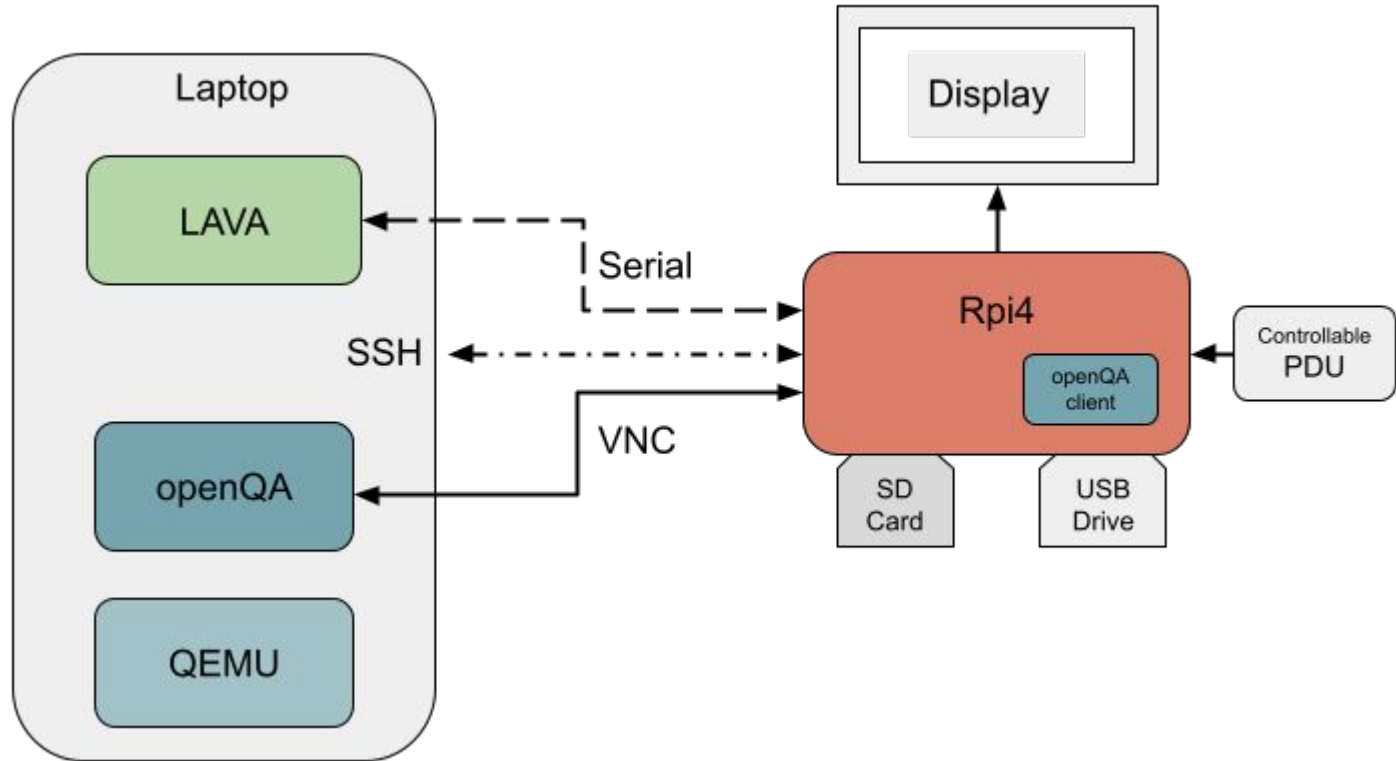 Laptop
LAVA
Serial
SSH
VNC
openQA
QEMU
Display
Rpi4
openQA
client
Controllable
PDU
SD
Card
USB
Drive